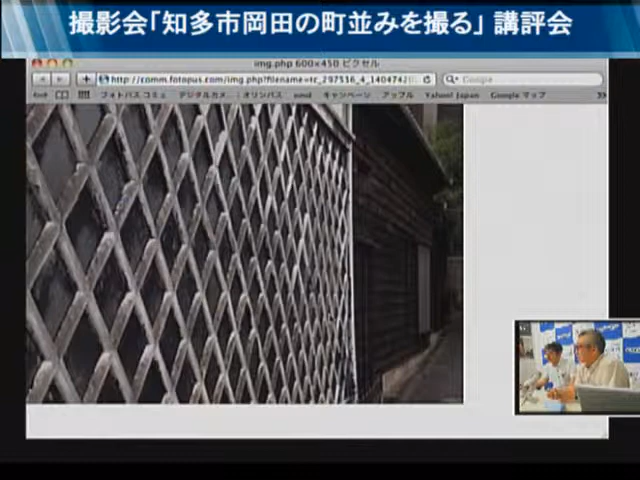 撮影会「知多市岡田の町並みを撮る」 講評会
img.php 600×450 ピクセル
http://comm.fotopus.com/img.php?filename=tc_297516_4_1404742
Google
フォトパス コミュ デジタルカメ... : オリンパス キャンペーン アップル Yahoo! Japan Google マップ